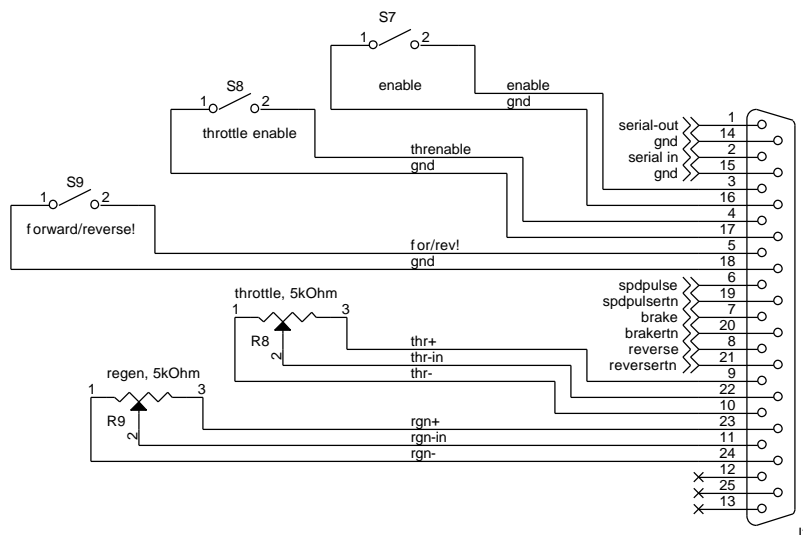 S7
1 2
enable
enable
gnd
S8
1 2
throttle enable
threnable
gnd
S9
1 2
forward/reverse!
for/rev!
gnd
serial-out 1
gnd 14
serial in 2
gnd 15
3
16
4
17
5
18
spdpulse 6
spdpulsertn 19
brake 7
brakertn 20
reverse 8
reversertn 21
9
22
10
23
11
24
12
25
13
throttle, 5kOhm
1 3
R8
2
thr+
thr-in
thr-
regen, 5kOhm
1 3
R9
2
rgn+
rgn-in
rgn-